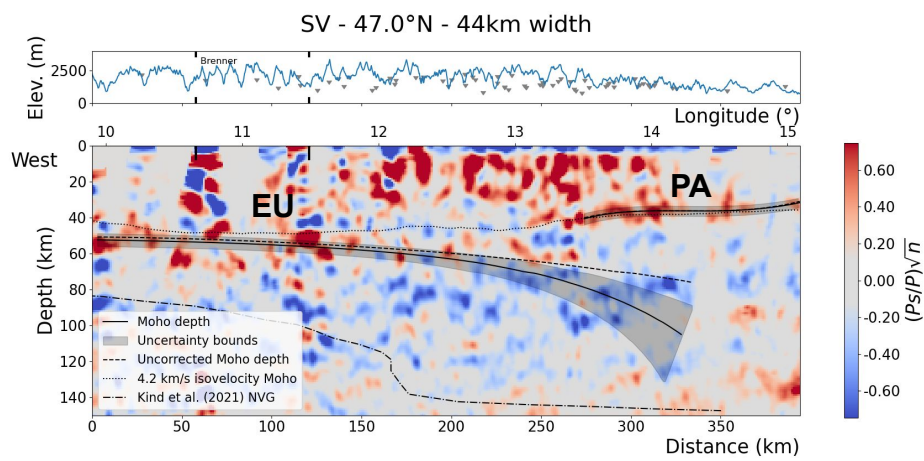 SV - 47.0°N - 44km width
Elev. (m)
2500
0
Brenner
Longitude (°)
10 11 12 13 14 15
West
Depth (km)
0
20
40
60
80
100
120
140
EU
PA
Moho depth
Uncertainty bounds
Uncorrected Moho depth
4.2 km/s isovelocity Moho
Kind et al. (2021) NVG
0 50 100 150 200 250 300 350
Distance (km)
0.60
0.40
0.20
0.00
-0.20
-0.40
-0.60
(Ps/P)√n